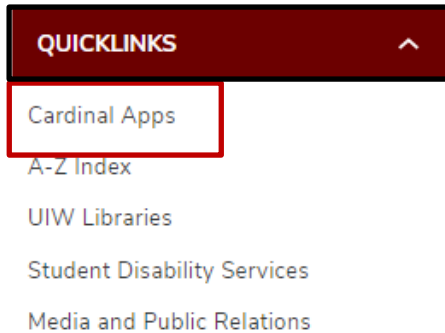 QUICKLINKS
Cardinal Apps
A-Z Index
UIW Libraries
Student Disability Services
Media and Public Relations